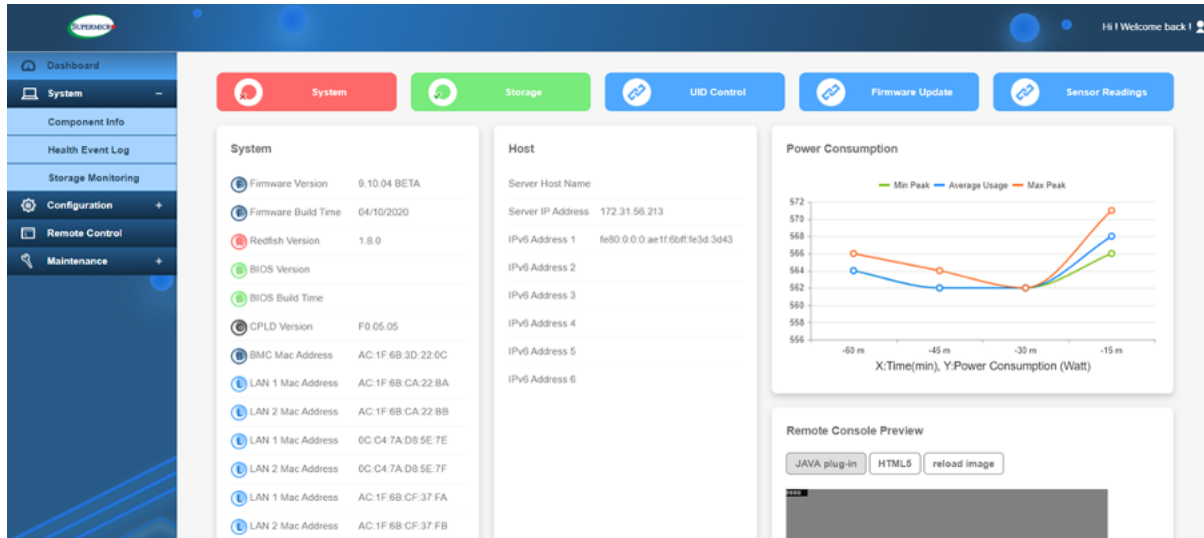 SUPERMICR
Hi ! Welcome back !
Dashboard
System –
Component Info
Health Event Log
Storage Monitoring
Configuration +
Remote Control
Maintenance +
System
Storage
UID Control
Firmware Update
Sensor Readings
System
Firmware Version 9.10.04 BETA
Firmware Build Time 04/10/2020
Redfish Version 1.8.0
BIOS Version
BIOS Build Time
CPLD Version F0.05.05
BMC Mac Address AC:1F:6B:3D:22:0C
LAN 1 Mac Address AC:1F:6B:CA:22:BA
LAN 2 Mac Address AC:1F:6B:CA:22:BB
LAN 1 Mac Address 0C:C4:7A:D8:5E:7E
LAN 2 Mac Address 0C:C4:7A:D8:5E:7F
LAN 1 Mac Address AC:1F:6B:CF:37:FA
LAN 2 Mac Address AC:1F:6B:CF:37:FB
Host
Server Host Name
Server IP Address 172.31.56.213
IPv6 Address 1 fe80:0:0:0:ae1f:6bff:fe3d:3d43
IPv6 Address 2
IPv6 Address 3
IPv6 Address 4
IPv6 Address 5
IPv6 Address 6
Power Consumption
Min Peak Average Usage Max Peak
572
570
568
566
564
562
560
558
556
-60 m -45 m -30 m -15 m
X:Time(min), Y:Power Consumption (Watt)
Remote Console Preview
JAVA plug-in HTML5 reload image